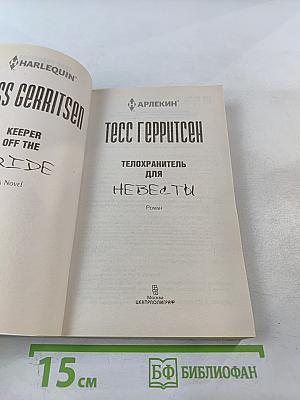 HARLEQUIN®
SS GERRITSEN
KEEPER
OFF THE
RIDE
Novel
АРЛЕКИН®
ТЕСС ГЕРРИТСЕН
ТЕЛОХРАНИТЕЛЬ
ДЛЯ
НЕВЕСТЫ
Роман
Москва
ЦЕНТРПОЛИГРАФ
15 см
БФ БИБЛИОФАН